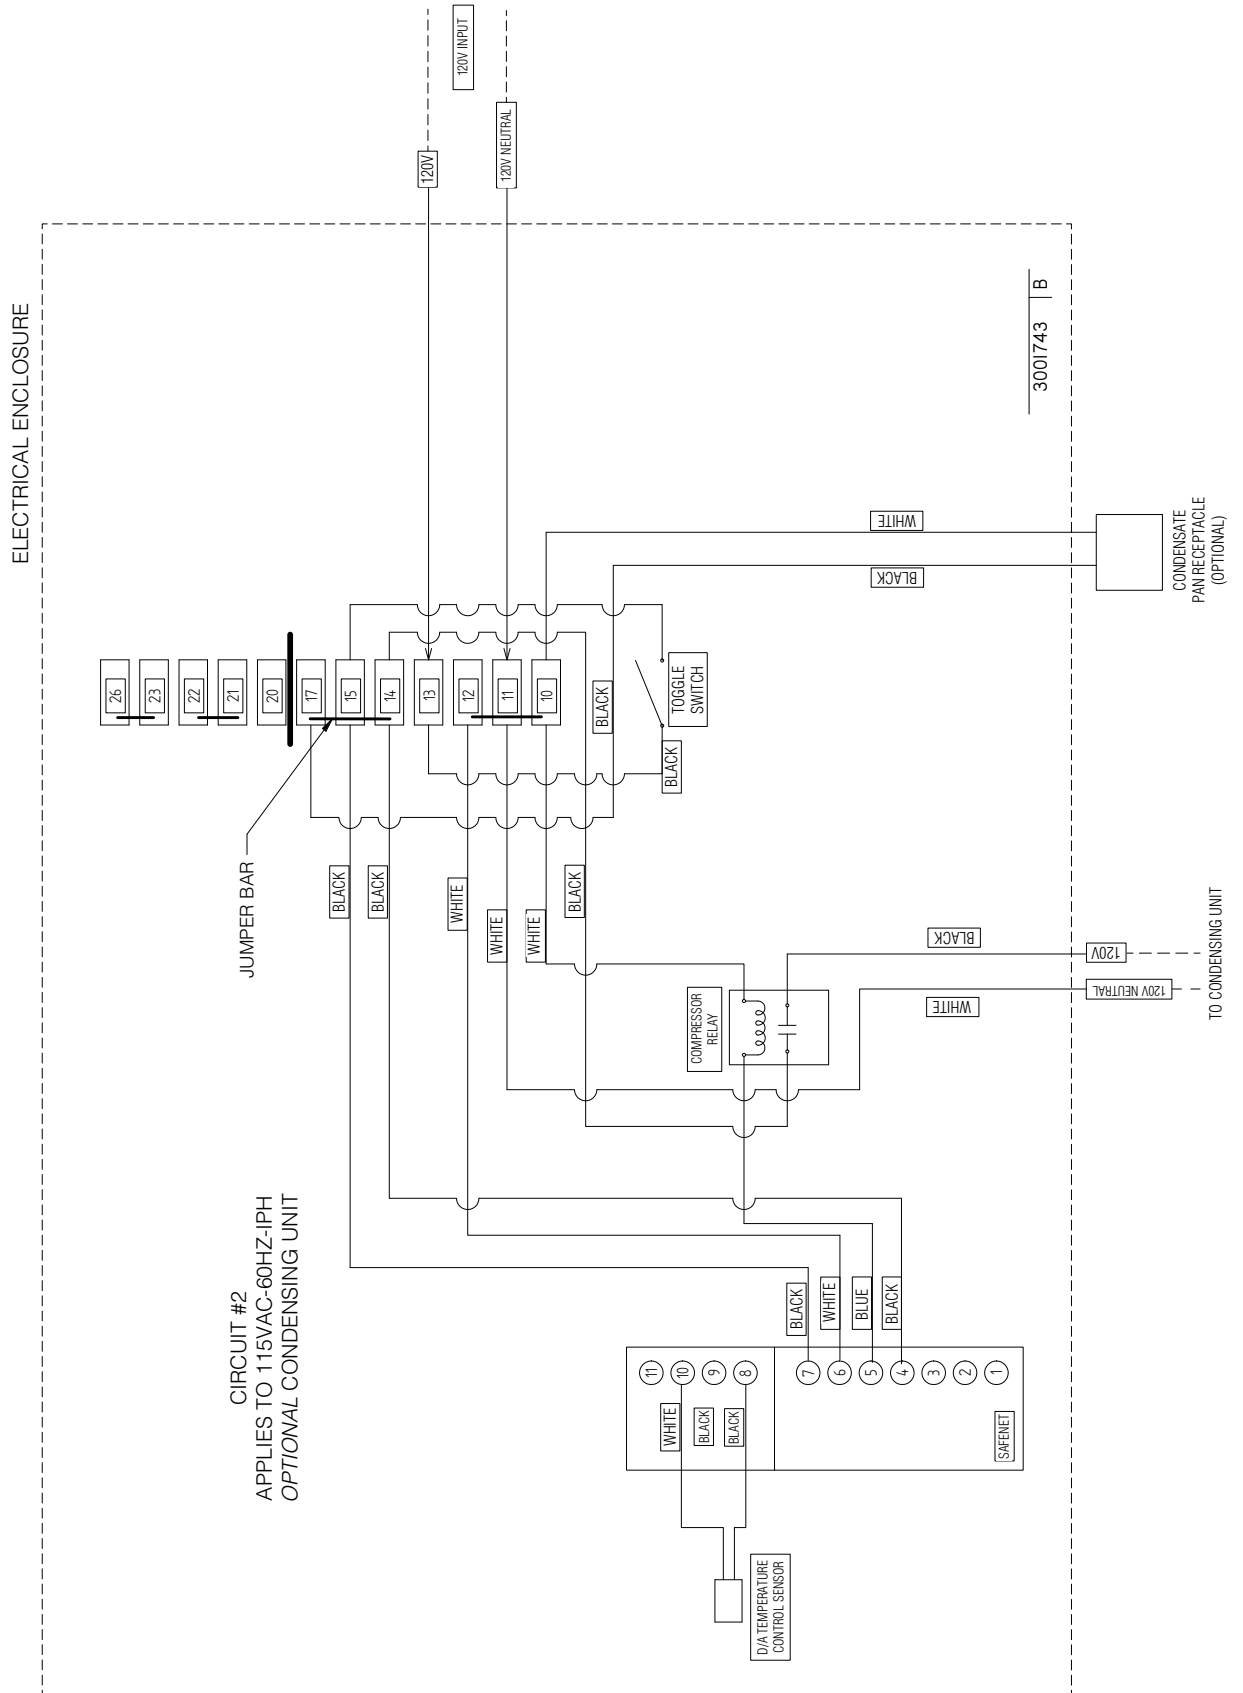 ELECTRICAL ENCLOSURE
120V INPUT
120V
120V NEUTRAL
26
23
22
21
20
17
15
14
13
12
11
10
JUMPER BAR
BLACK
BLACK
WHITE
WHITE
WHITE
BLACK
BLACK
BLACK
TOGGLE
SWITCH
WHITE
BLACK
CONDENSATE
PAN RECEPTACLE
(OPTIONAL)
3001743 B
COMPRESSOR
RELAY
BLACK
WHITE
120V
120V NEUTRAL
TO CONDENSING UNIT
CIRCUIT #2
APPLIES TO 115VAC-60HZ-1PH
OPTIONAL CONDENSING UNIT
BLACK
WHITE
BLUE
BLACK
11
10
9
8
7
6
5
4
3
2
1
WHITE
BLACK
BLACK
SAFENET
D/A TEMPERATURE
CONTROL SENSOR